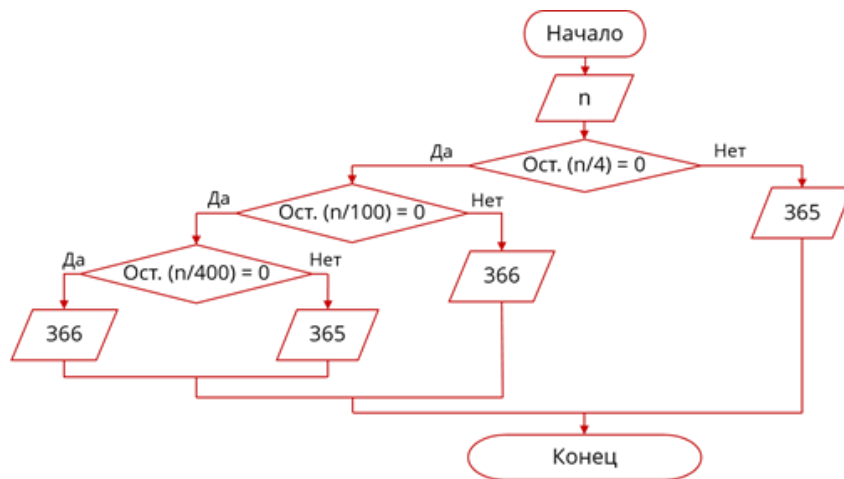 Начало
n
Ост. (n/4) = 0
Да
Нет
Ост. (n/100) = 0
Да
Нет
365
Ост. (n/400) = 0
Да
Нет
366
366
365
Конец